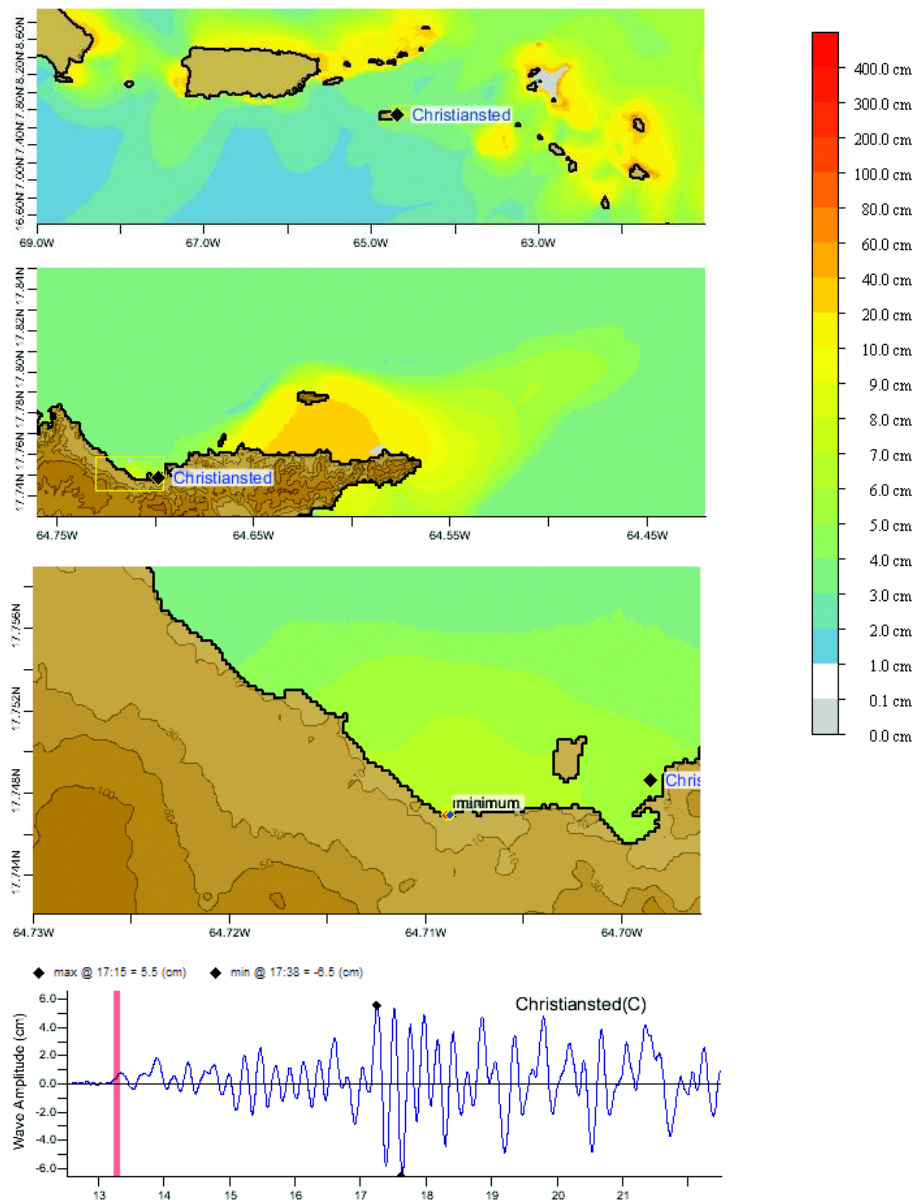 16.60N 17.00N 17.40N 17.80N 18.20N 18.60N
Christiansted
69.0W 67.0W 65.0W 63.0W
17.74N 17.76N 17.78N 17.80N 17.82N 17.84N
Christiansted
64.75W 64.65W 64.55W 64.45W
17.744N 17.748N 17.752N 17.756N
30
10
100
minimum
Chris
10
50
30
30
64.73W 64.72W 64.71W 64.70W
400.0 cm
300.0 cm
200.0 cm
100.0 cm
80.0 cm
60.0 cm
40.0 cm
20.0 cm
10.0 cm
9.0 cm
8.0 cm
7.0 cm
6.0 cm
5.0 cm
4.0 cm
3.0 cm
2.0 cm
1.0 cm
0.1 cm
0.0 cm
max @ 17:15 = 5.5 (cm) min @ 17:38 = -6.5 (cm)
Christiansted(C)
Wave Amplitude (cm)
6.0
4.0
2.0
0.0
-2.0
-4.0
-6.0
13 14 15 16 17 18 19 20 21